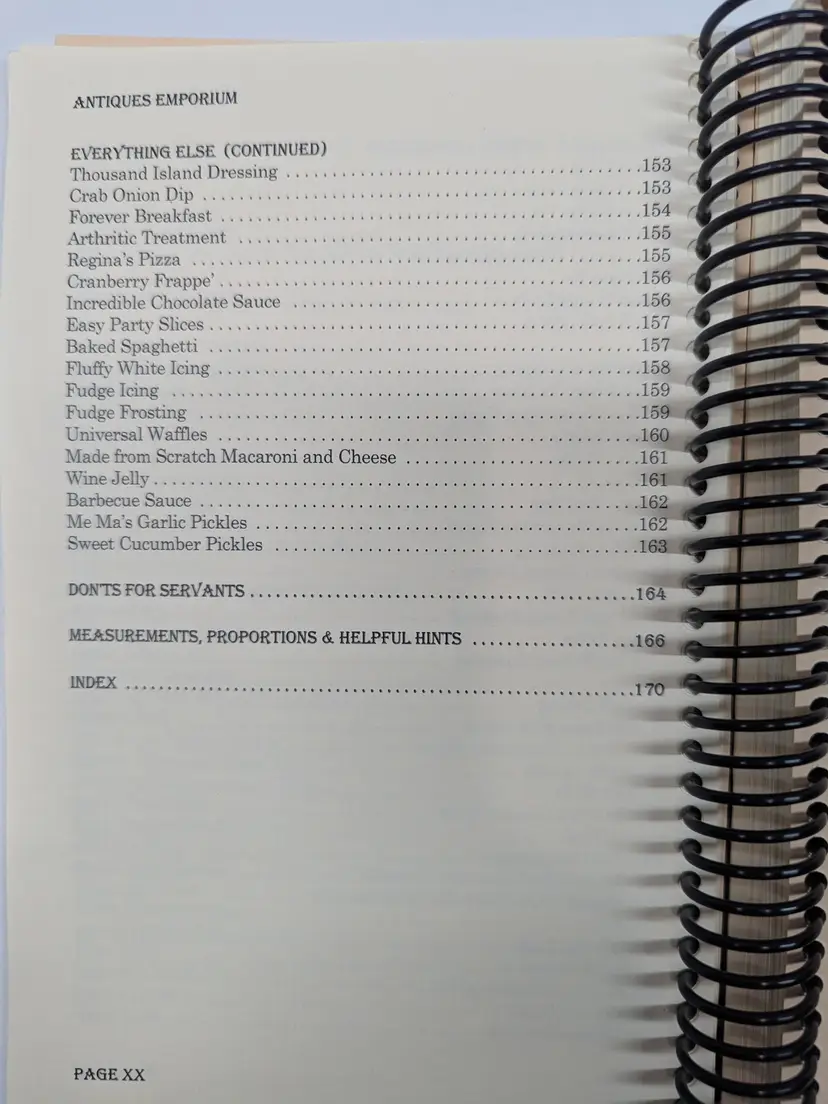 ANTIQUES EMPORIUM
EVERYTHING ELSE (CONTINUED)
Thousand Island Dressing ........................................153
Crab Onion Dip ........................................153
Forever Breakfast ........................................154
Arthritic Treatment ........................................155
Regina's Pizza ........................................155
Cranberry Frappe' ........................................156
Incredible Chocolate Sauce ........................................156
Easy Party Slices ........................................157
Baked Spaghetti ........................................157
Fluffy White Icing ........................................158
Fudge Icing ........................................159
Fudge Frosting ........................................159
Universal Waffles ........................................160
Made from Scratch Macaroni and Cheese ........................161
Wine Jelly ........................................161
Barbecue Sauce ........................................162
Me Ma's Garlic Pickles ........................................162
Sweet Cucumber Pickles ........................................163
DON'TS FOR SERVANTS ........................................164
MEASUREMENTS, PROPORTIONS & HELPFUL HINTS ....................166
INDEX ........................................170
PAGE XX